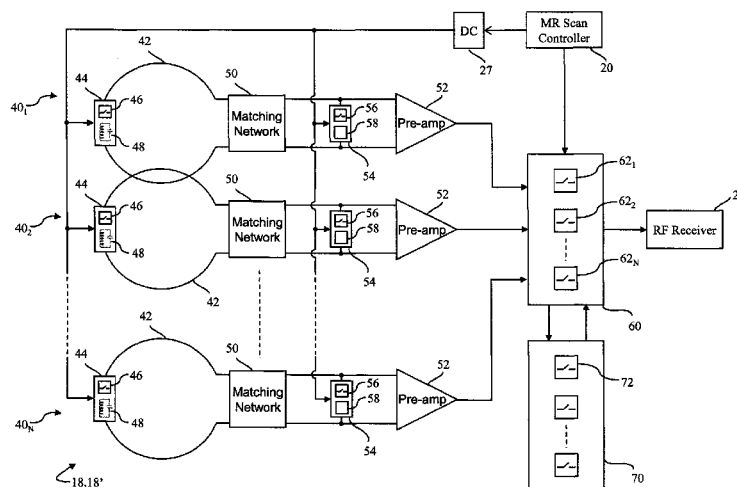 DC
27
MR Scan
Controller
20
42
44
46
48
40₁
50
Matching
Network
56
58
54
52
Pre-amp
44
46
48
40₂
42
50
Matching
Network
56
58
54
52
Pre-amp
62₁
62₂
62N
60
RF Receiver
42
44
46
48
40N
50
Matching
Network
56
58
54
52
Pre-amp
72
70
18,18'